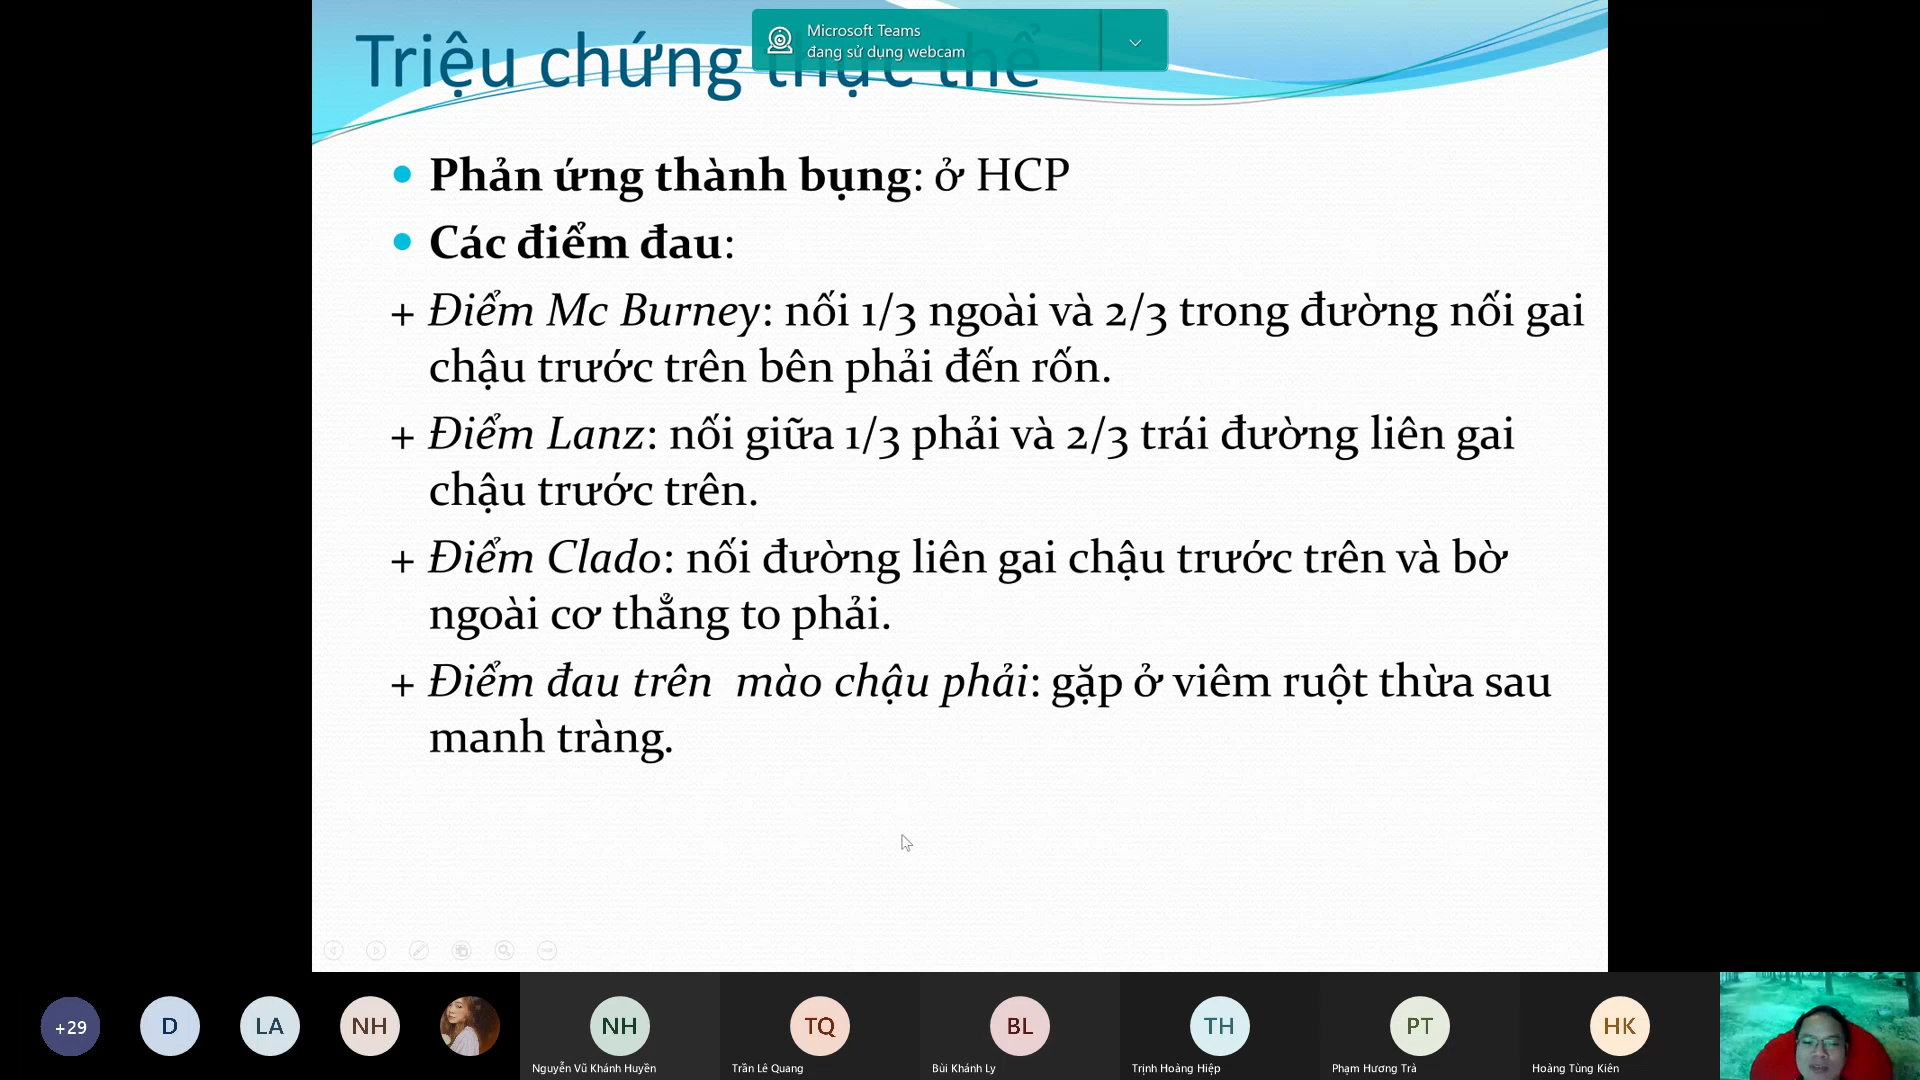 Microsoft Teams
đang sử dụng webcam
Triệu chứng thực thể
Phản ứng thành bụng: ở HCP
Các điểm đau:
+ Điểm Mc Burney: nối 1/3 ngoài và 2/3 trong đường nối gai
chậu trước trên bên phải đến rốn.
+ Điểm Lanz: nối giữa 1/3 phải và 2/3 trái đường liên gai
chậu trước trên.
+ Điểm Clado: nối đường liên gai chậu trước trên và bờ
ngoài cơ thẳng to phải.
+ Điểm đau trên mào chậu phải: gặp ở viêm ruột thừa sau
manh tràng.
+29
D
LA
NH
NH
TQ
BL
TH
PT
HK
Nguyễn Vũ Khánh Huyền
Trần Lê Quang
Bùi Khánh Ly
Trịnh Hoàng Hiệp
Phạm Hương Trà
Hoàng Tùng Kiên